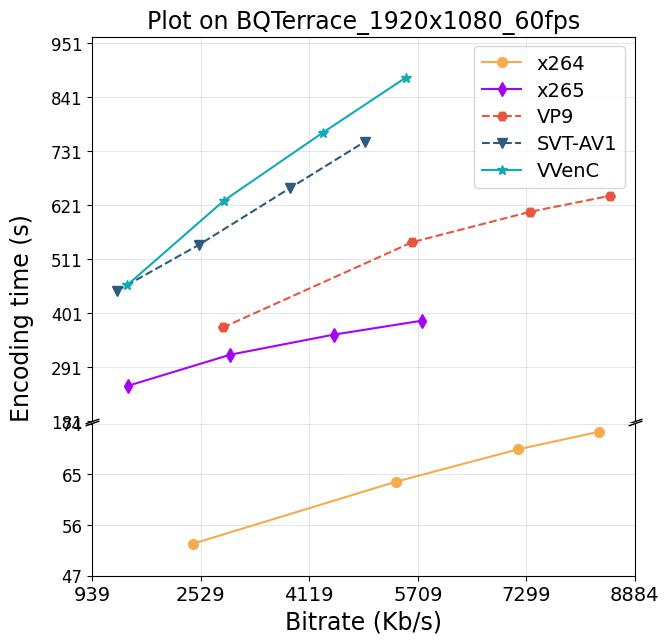 Plot on BQTerrace_1920x1080_60fps
951
841
731
621
511
401
291
181
74
65
56
47
x264
x265
VP9
SVT-AV1
VVenC
Encoding time (s)
939 2529 4119 5709 7299 8884
Bitrate (Kb/s)